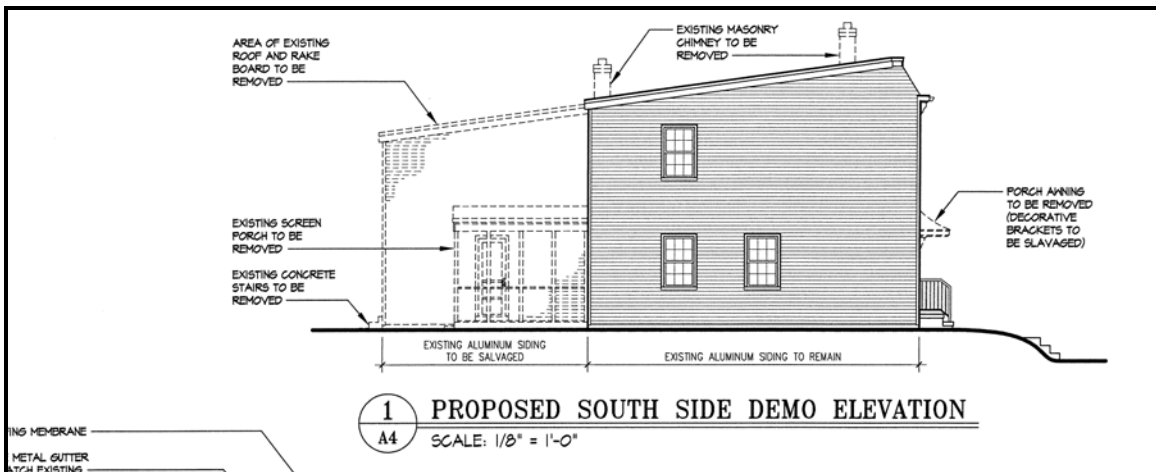 AREA OF EXISTING
ROOF AND RAKE
BOARD TO BE
REMOVED
EXISTING MASONRY
CHIMNEY TO BE
REMOVED
EXISTING SCREEN
PORCH TO BE
REMOVED
EXISTING CONCRETE
STAIRS TO BE
REMOVED
PORCH AWNING
TO BE REMOVED
(DECORATIVE
BRACKETS TO
BE SLAVAGED)
EXISTING ALUMINUM SIDING
TO BE SALVAGED
EXISTING ALUMINUM SIDING TO REMAIN
1
A4
PROPOSED SOUTH SIDE DEMO ELEVATION
SCALE: 1/8" = 1'-0"
MEMBRANE
METAL GUTTER
EXISTING